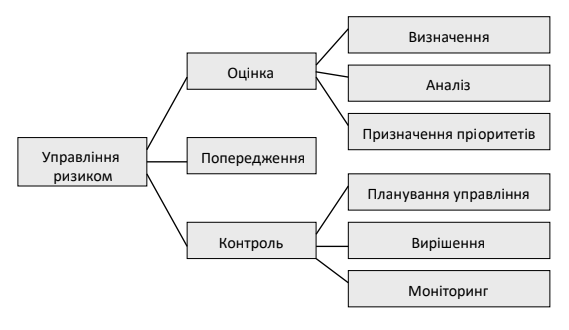 Управління
ризиком
Оцінка
Попередження
Контроль
Визначення
Аналіз
Призначення пріоритетів
Планування управління
Вирішення
Моніторинг